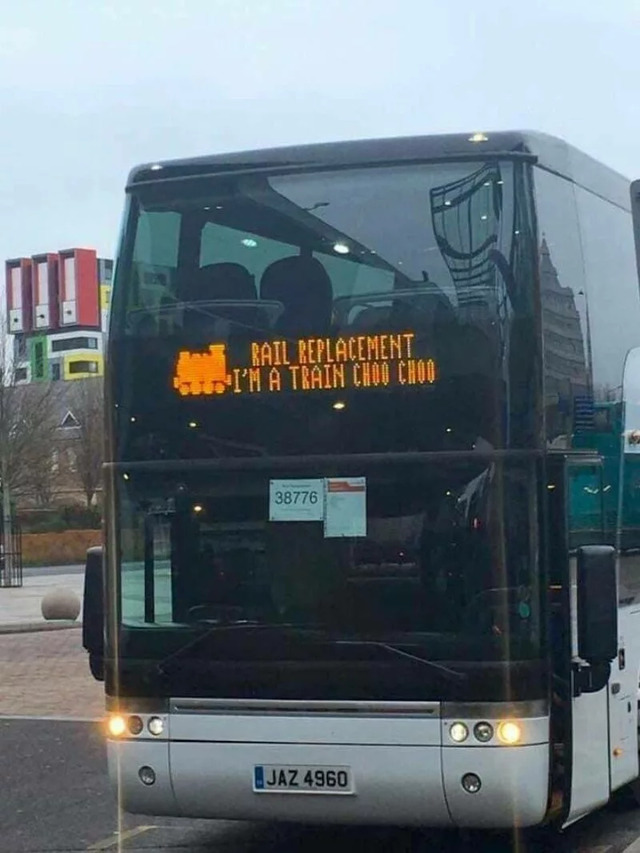 RAIL REPLACEMENT
I'M A TRAIN CHOO CHOO
38776
JAZ 4960